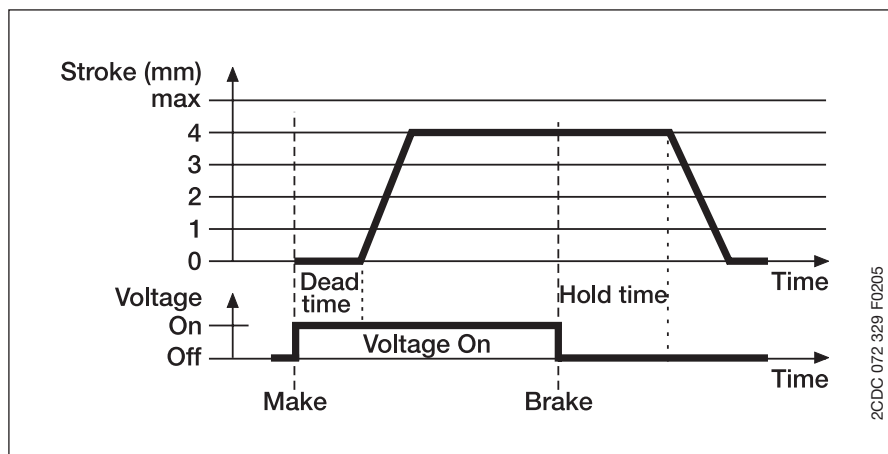 Stroke (mm)
max
4
3
2
1
0
Time
Dead
time
Hold time
Voltage
On
Voltage On
Off
Time
Make
Brake
2CDC 072 329 F0205